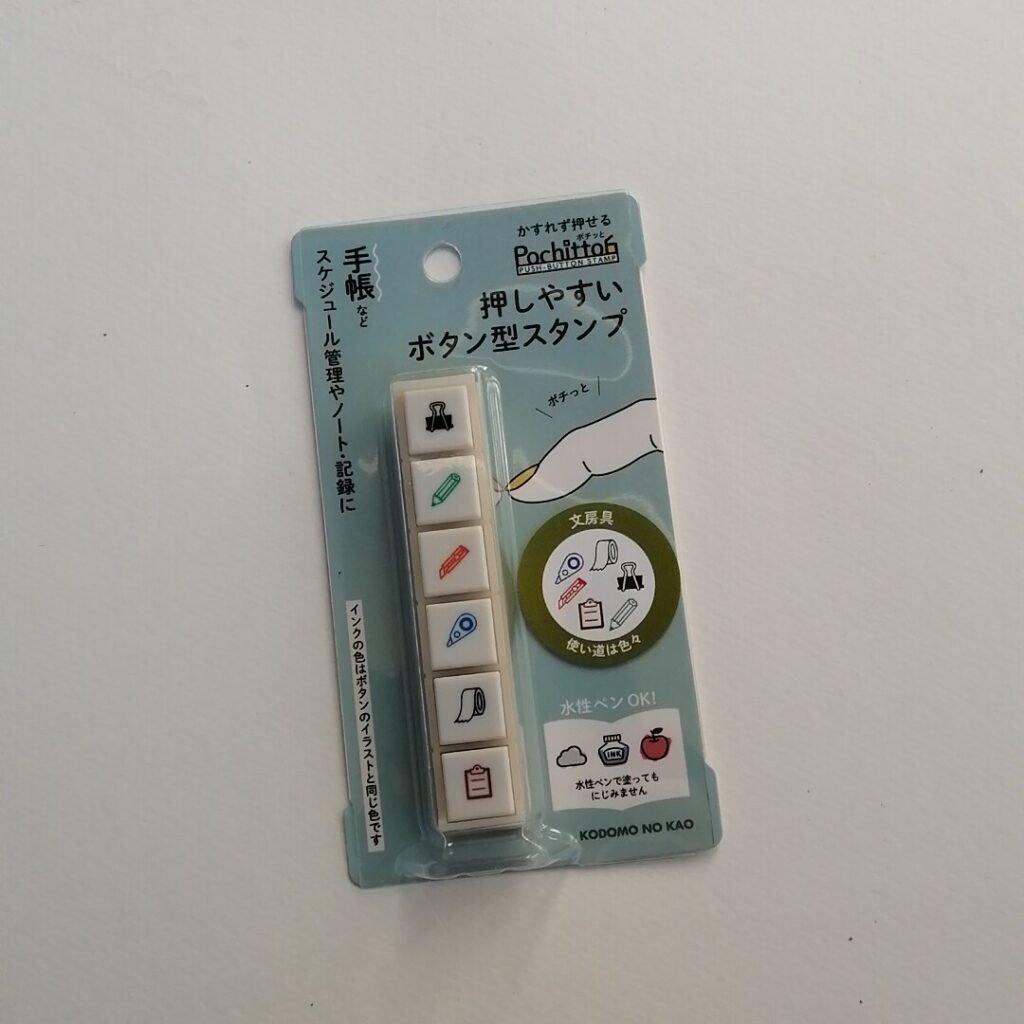 かすれず押せる
ポチっと
Pochitto6
PUSH-BUTTON STAMP
押しやすい
ボタン型スタンプ
手帳など
スケジュール管理やノート・記録に
ポチっと
文房具
使い道は色々
インクの色はボタンのイラストと同じ色です
水性ペンOK!
INK
水性ペンで塗っても
にじみません
KODOMO NO KAO